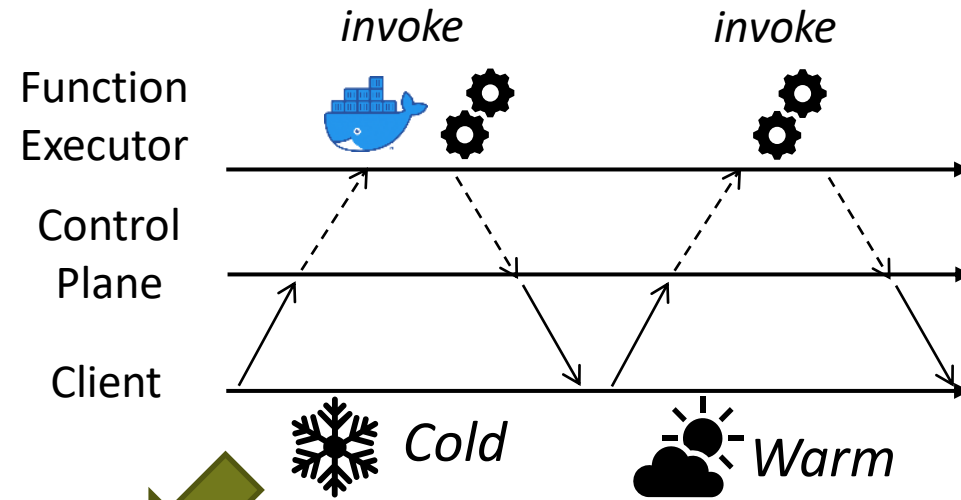 invoke
invoke
Function
Executor
Control
Plane
Client
Cold
Warm